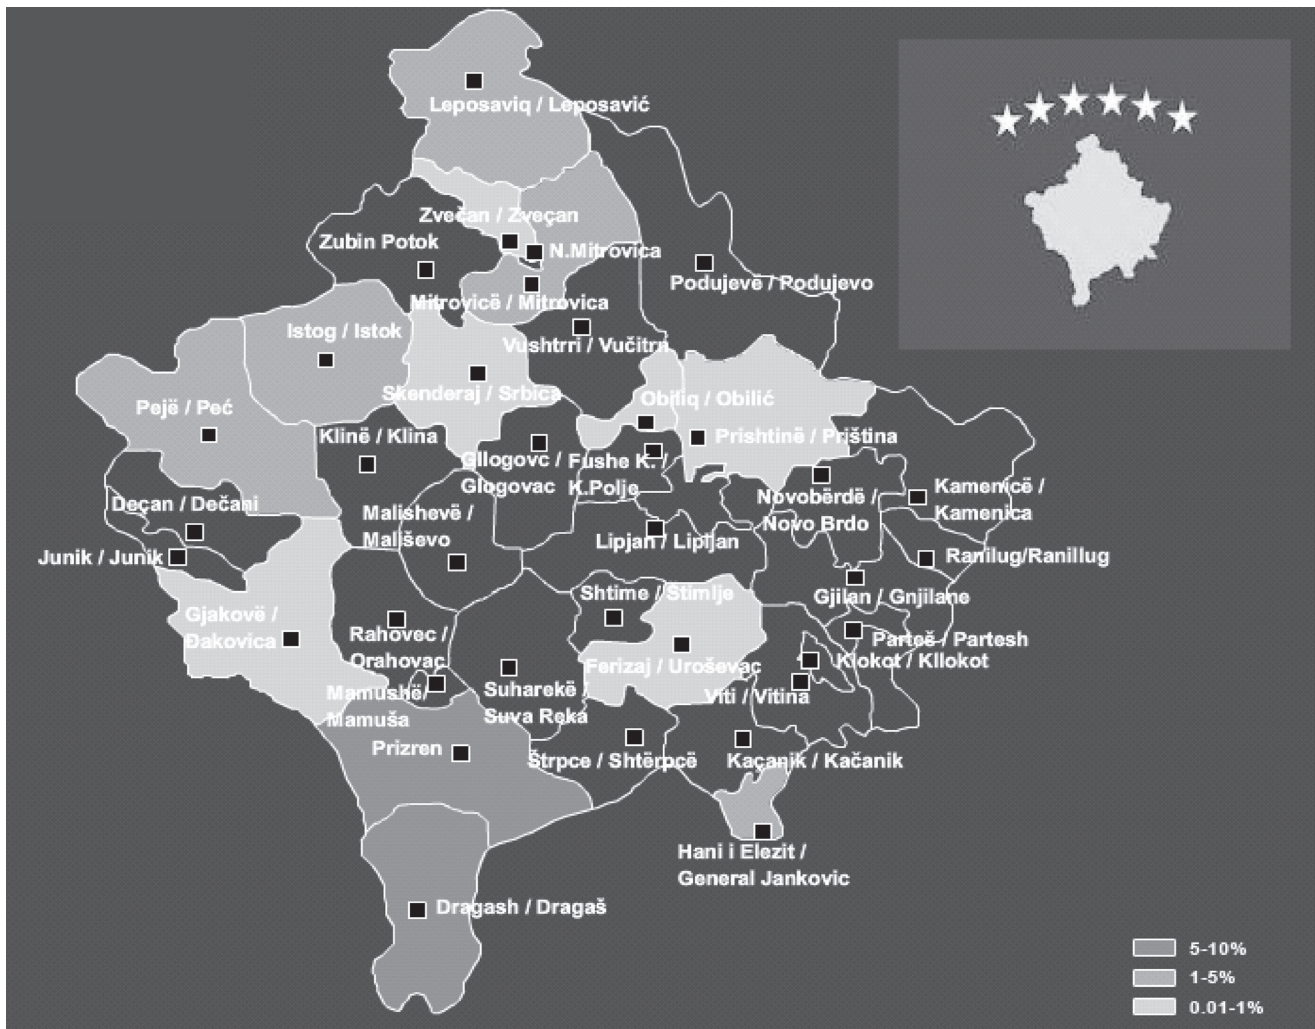 Leposaviq / Leposavić
Zvečan / Zveçan
Zubin Potok
N.Mitrovica
Podujevë / Podujevo
Mitrovicë / Mitrovica
Istog / Istok
Vushtrri / Vučitrn
Skenderaj / Srbica
Obiliq / Obilić
Pejë / Peć
Klinë / Klina
Prishtinë / Priština
Gllogovc /
Glogovac
Fushe K. /
K.Polje
Kamenicë /
Kamenica
Novobërdë /
Novo Brdo
Deçan / Dečani
Malishevë /
Mališevo
Lipjan / Lipljan
Junik / Junik
Ranilug/Ranillug
Shtime / Štimlje
Gjilan / Gnjilane
Gjakovë /
Đakovica
Rahovec /
Orahovac
Parteš / Partesh
Klokot / Kllokot
Ferizaj / Uroševac
Mamushë/
Mamuša
Suharekë /
Suva Reka
Viti / Vitina
Prizren
Štrpce / Shtërpcë
Kaçanik / Kačanik
Hani i Elezit /
General Jankovic
Dragash / Dragaš
5-10%
1-5%
0.01-1%